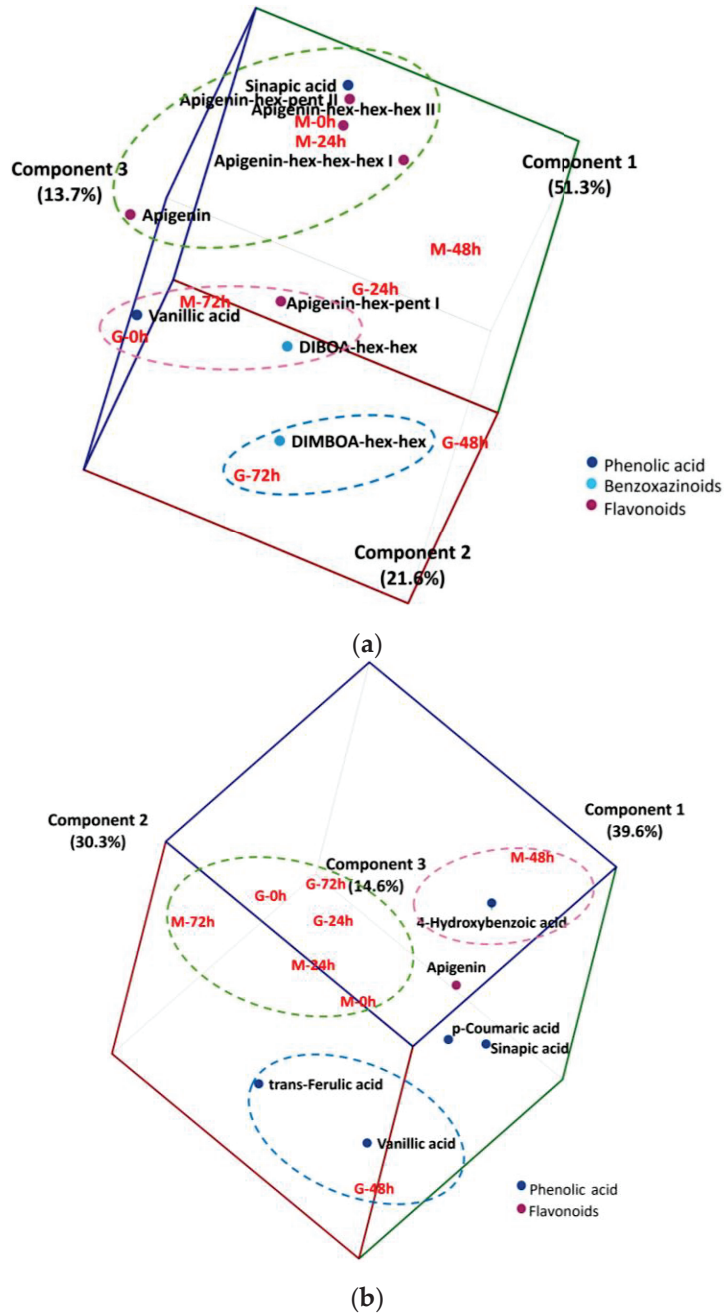 Sinapic acid
Apigenin-hex-pent II
Apigenin-hex-hex-hex II
M-0h
M-24h
Apigenin-hex-hex-hex I
Component 3
(13.7%)
Component 1
(51.3%)
Apigenin
M-48h
G-24h
M-72h
Apigenin-hex-pent I
Vanillic acid
G-0h
DIBOA-hex-hex
DIMBOA-hex-hex
G-48h
G-72h
Phenolic acid
Benzoxazinoids
Flavonoids
Component 2
(21.6%)
(a)
Component 2
(30.3%)
Component 1
(39.6%)
Component 3
(14.6%)
M-48h
G-72h
G-0h
M-72h
G-24h
4-Hydroxybenzoic acid
M-24h
Apigenin
M-0h
p-Coumaric acid
Sinapic acid
trans-Ferulic acid
Vanillic acid
G-48h
Phenolic acid
Flavonoids
(b)